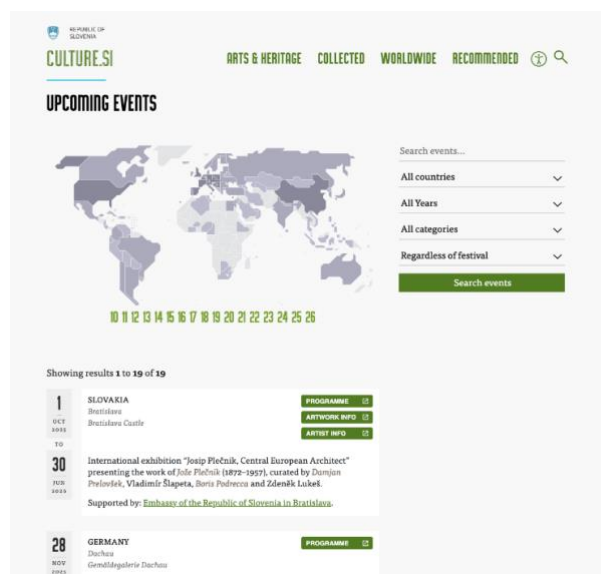 REPUBLIC OF
SLOVENIA
CULTURE.SI
ARTS & HERITAGE COLLECTED WORLDWIDE RECOMMENDED
UPCOMING EVENTS
Search events...
All countries
All Years
All categories
Regardless of festival
Search events
10 11 12 13 14 15 16 17 18 19 20 21 22 23 24 25 26
Showing results 1 to 19 of 19
1
OCT
TO
30
JUN
SLOVAKIA
Bratislava
Bratislava Castle
PROGRAMME
ARTWORK INFO
ARTIST INFO
International exhibition "Josip Plečnik, Central European Architect"
presenting the work of Jože Plečnik (1872–1957), curated by Damjan
Prelovšek, Vladimír Šlapeta, Boris Podrecca and Zdeněk Lukeš.
Supported by: Embassy of the Republic of Slovenia in Bratislava.
28
NOV
GERMANY
Dachau
Gemäldegalerie Dachau
PROGRAMME